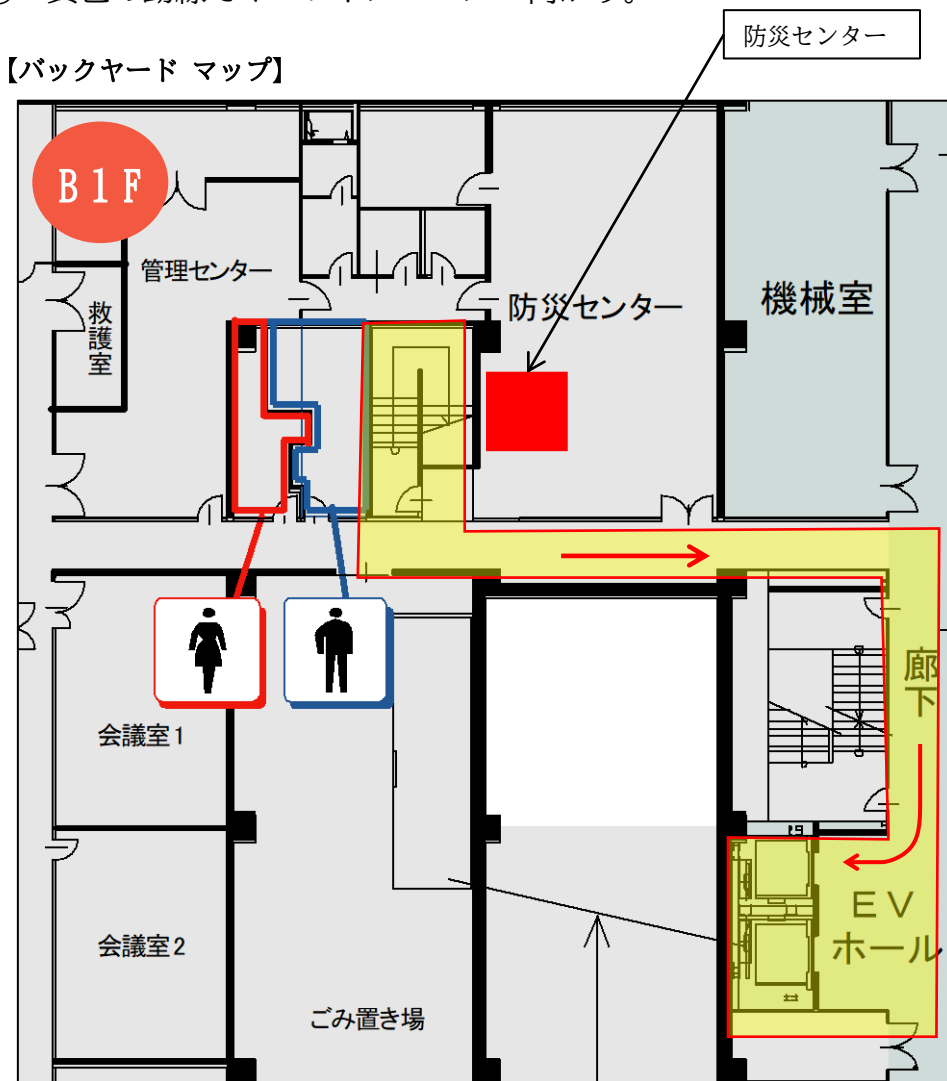 防災センター
【バックヤード マップ】
B1F
管理センター
救護室
防災センター
機械室
廊下
会議室1
EV
ホール
会議室2
ごみ置き場